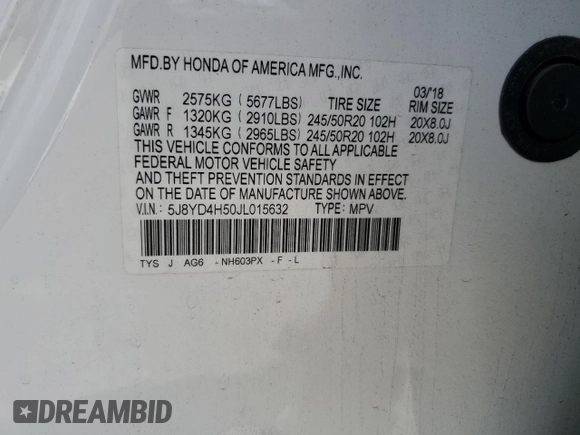 MFD.BY HONDA OF AMERICA MFG.,INC.
03/'18
GVWR 2575KG ( 5677LBS) TIRE SIZE RIM SIZE
GAWR F 1320KG ( 2910LBS) 245/50R20 102H 20X8.0J
GAWR R 1345KG ( 2965LBS) 245/50R20 102H 20X8.0J
THIS VEHICLE CONFORMS TO ALL APPLICABLE
FEDERAL MOTOR VEHICLE SAFETY
AND THEFT PREVENTION STANDARDS IN EFFECT
ON THE DATE OF MANUFACTURE SHOWN ABOVE.
V.I.N.: 5J8YD4H50JL015632 TYPE: MPV
TYS J AG6 - NH603PX - F - L
DREAMBID